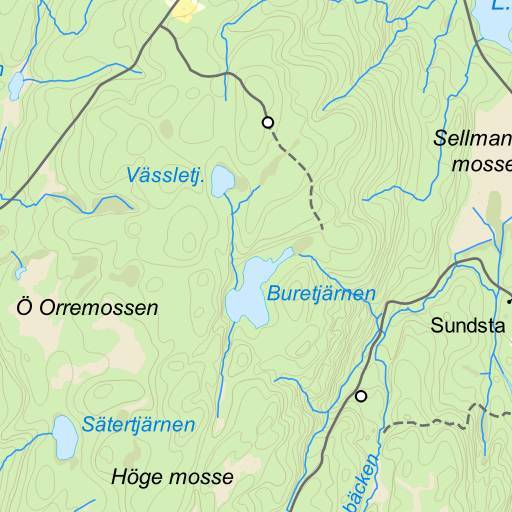 L.
n
Sellman
mosse
Vässletj.
Buretjärnen
Ö Orremossen
Sundsta
Sätertjärnen
Höge mosse
bäcken